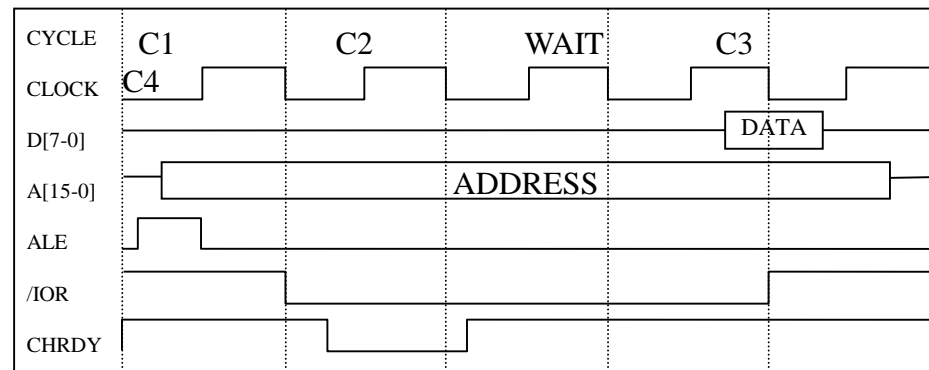 CYCLE C1 C2 WAIT C3
CLOCK C4
D[7-0] DATA
A[15-0] ADDRESS
ALE
/IOR
CHRDY